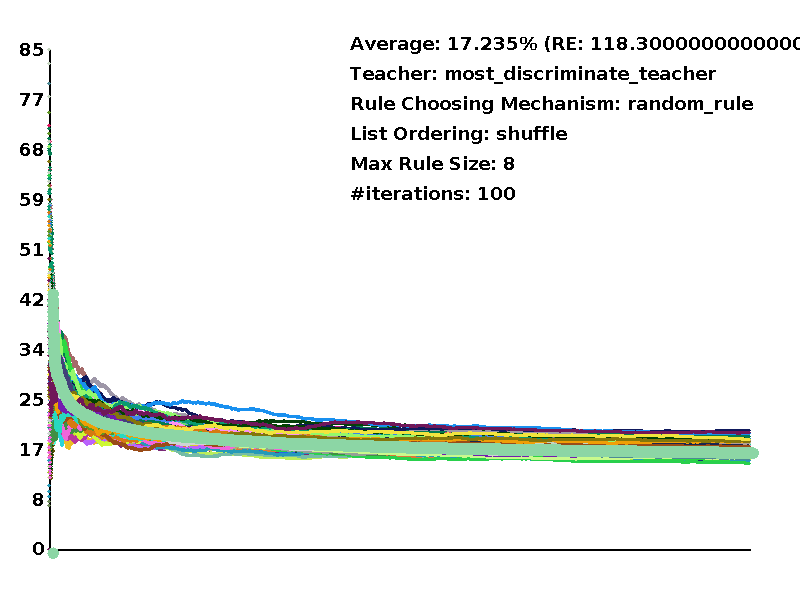 Average: 17.235% (RE: 118.3000000000000
Teacher: most_discriminate_teacher
Rule Choosing Mechanism: random_rule
List Ordering: shuffle
Max Rule Size: 8
#iterations: 100
85
77
68
59
51
42
34
25
17
8
0